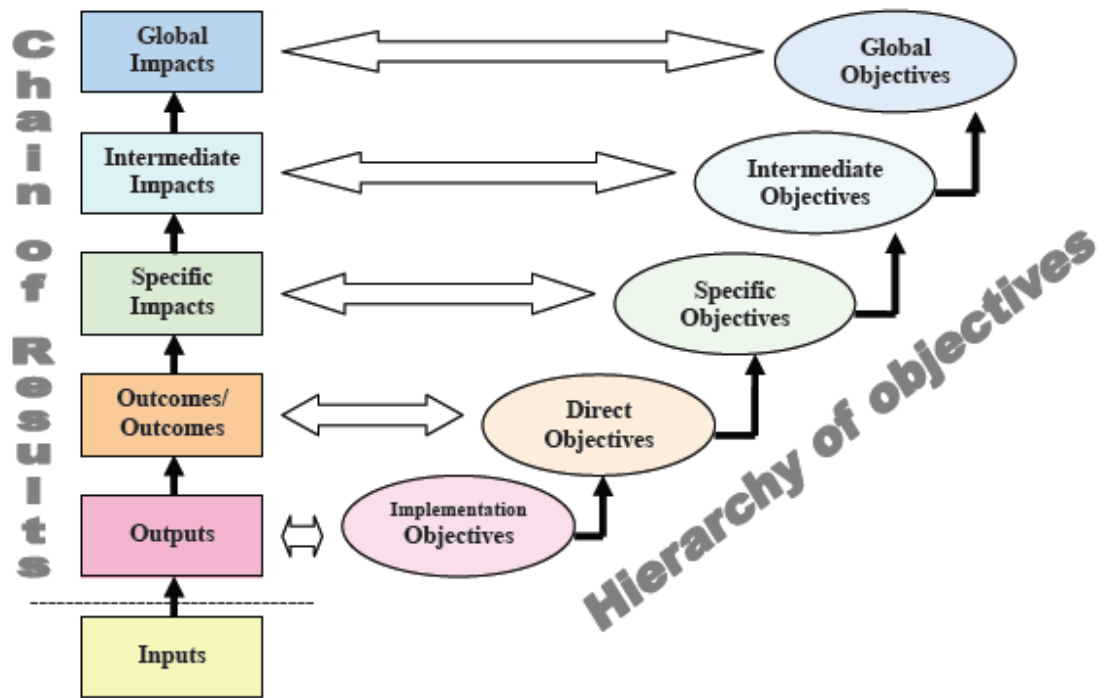 Chain of Results
Global
Impacts
Global
Objectives
Intermediate
Impacts
Intermediate
Objectives
Specific
Impacts
Specific
Objectives
Outcomes/
Outcomes
Direct
Objectives
Outputs
Implementation
Objectives
Inputs
Hierarchy of objectives